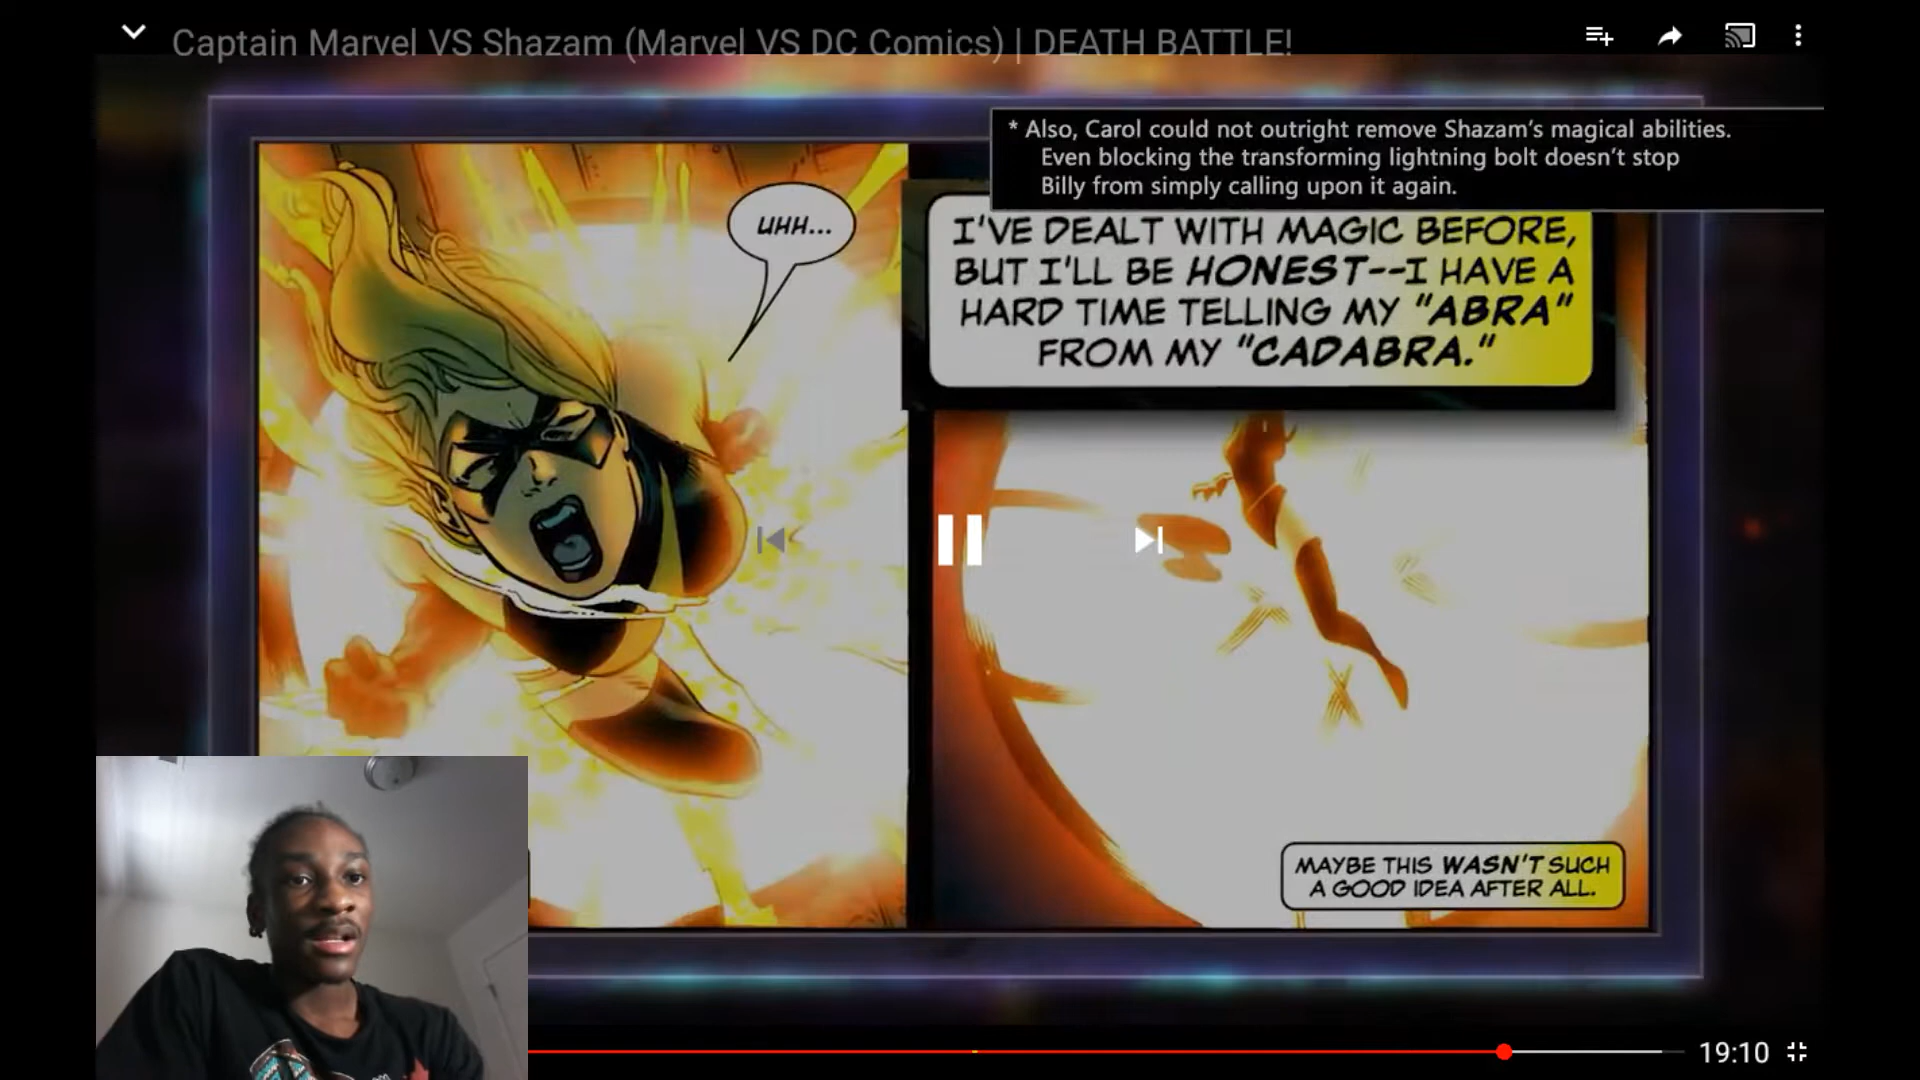 Captain Marvel VS Shazam (Marvel VS DC Comics) | DEATH BATTLE!
* Also, Carol could not outright remove Shazam's magical abilities.
Even blocking the transforming lightning bolt doesn't stop
Billy from simply calling upon it again.
UHH...
I'VE DEALT WITH MAGIC BEFORE,
BUT I'LL BE HONEST--I HAVE A
HARD TIME TELLING MY "ABRA"
FROM MY "CADABRA."
MAYBE THIS WASN'T SUCH
A GOOD IDEA AFTER ALL.
19:10